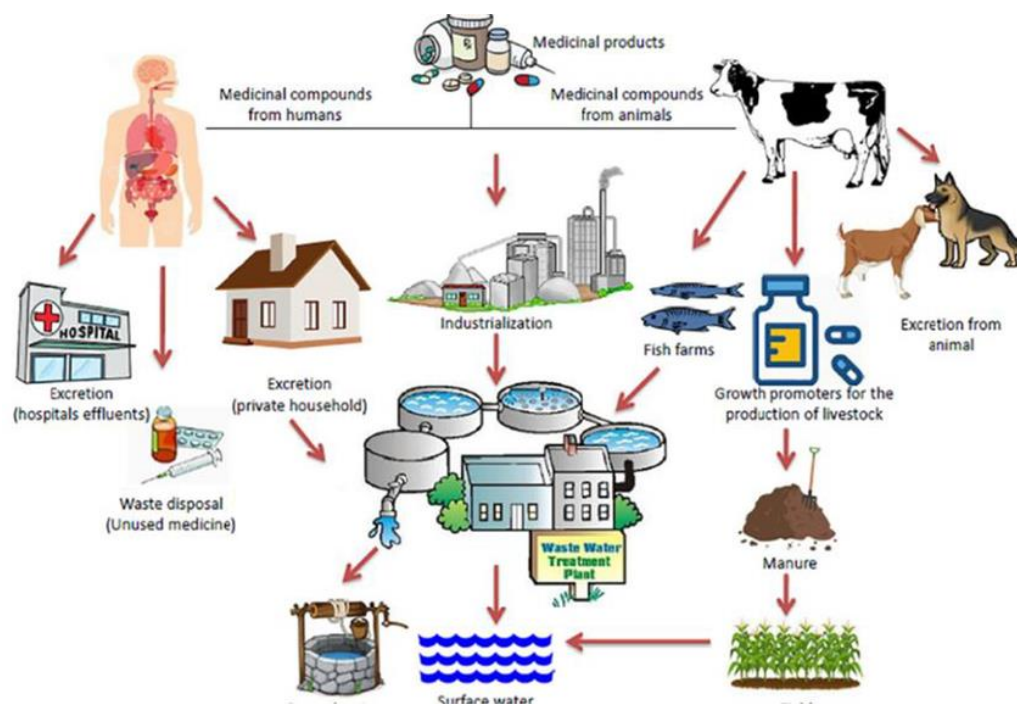 Medicinal products
Medicinal compounds
from humans
Medicinal compounds
from animals
HOSPITAL
Industrialization
Fish farms
Excretion from
animal
Excretion
(hospitals effluents)
Excretion
(private household)
Growth promoters for the
production of livestock
Waste disposal
(Unused medicine)
Waste Water
Treatment
Plant
Manure
Surface water